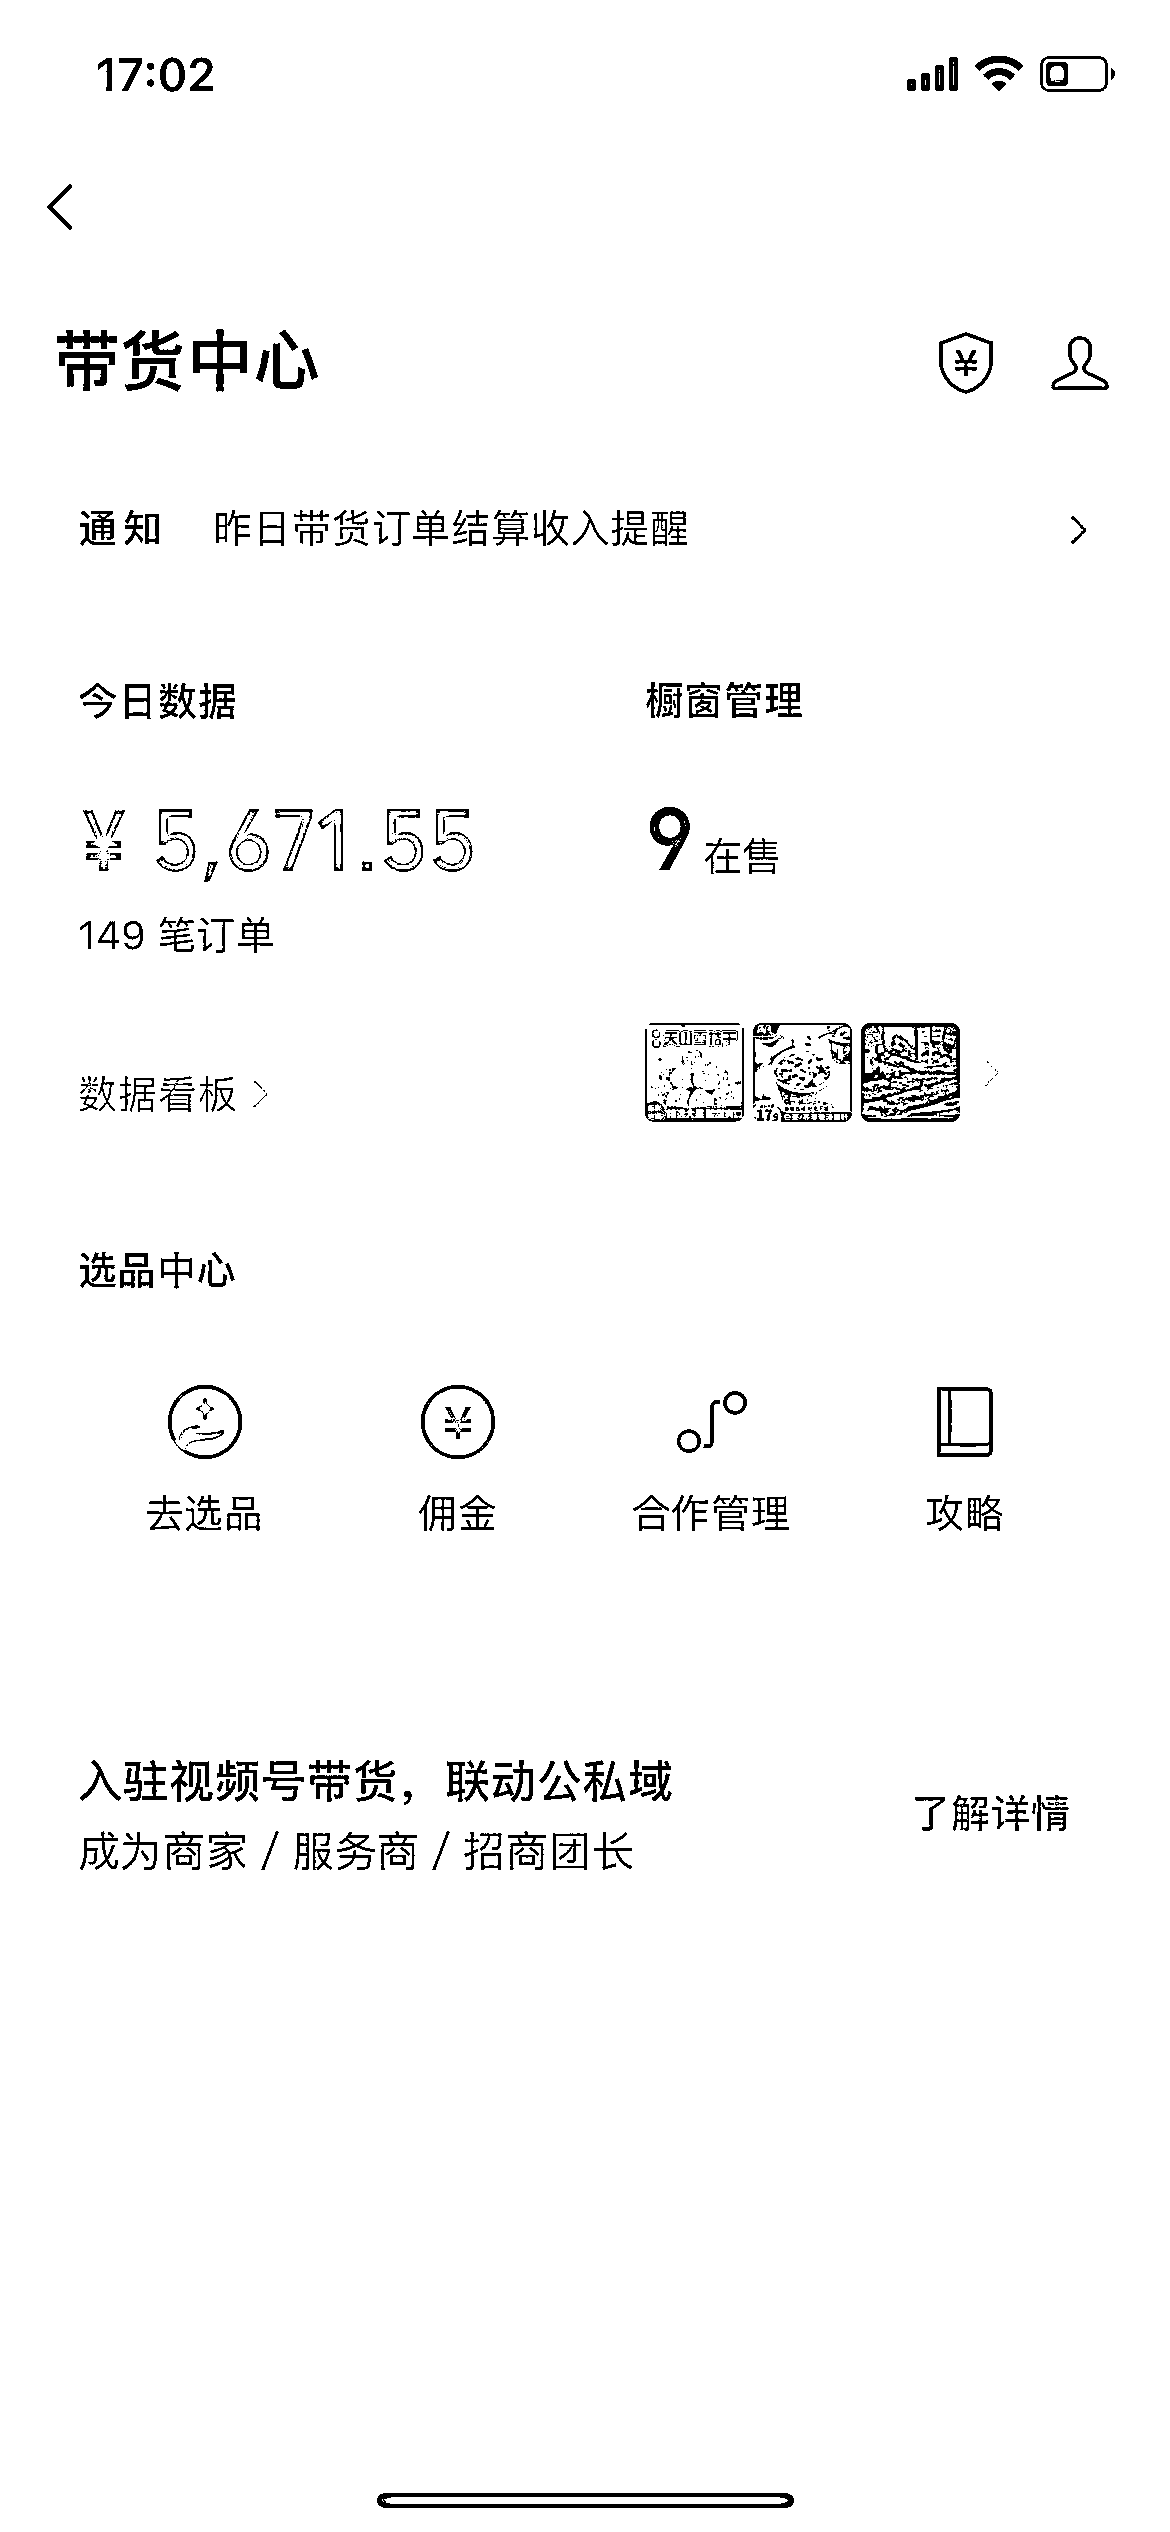 17:02
带货中心
通知 昨日带货订单结算收入提醒
今日数据
橱窗管理
¥ 5,671.55
9 在售
149 笔订单
数据看板
选品中心
去选品
佣金
合作管理
攻略
入驻视频号带货，联动公私域
成为商家 / 服务商 / 招商团长
了解详情